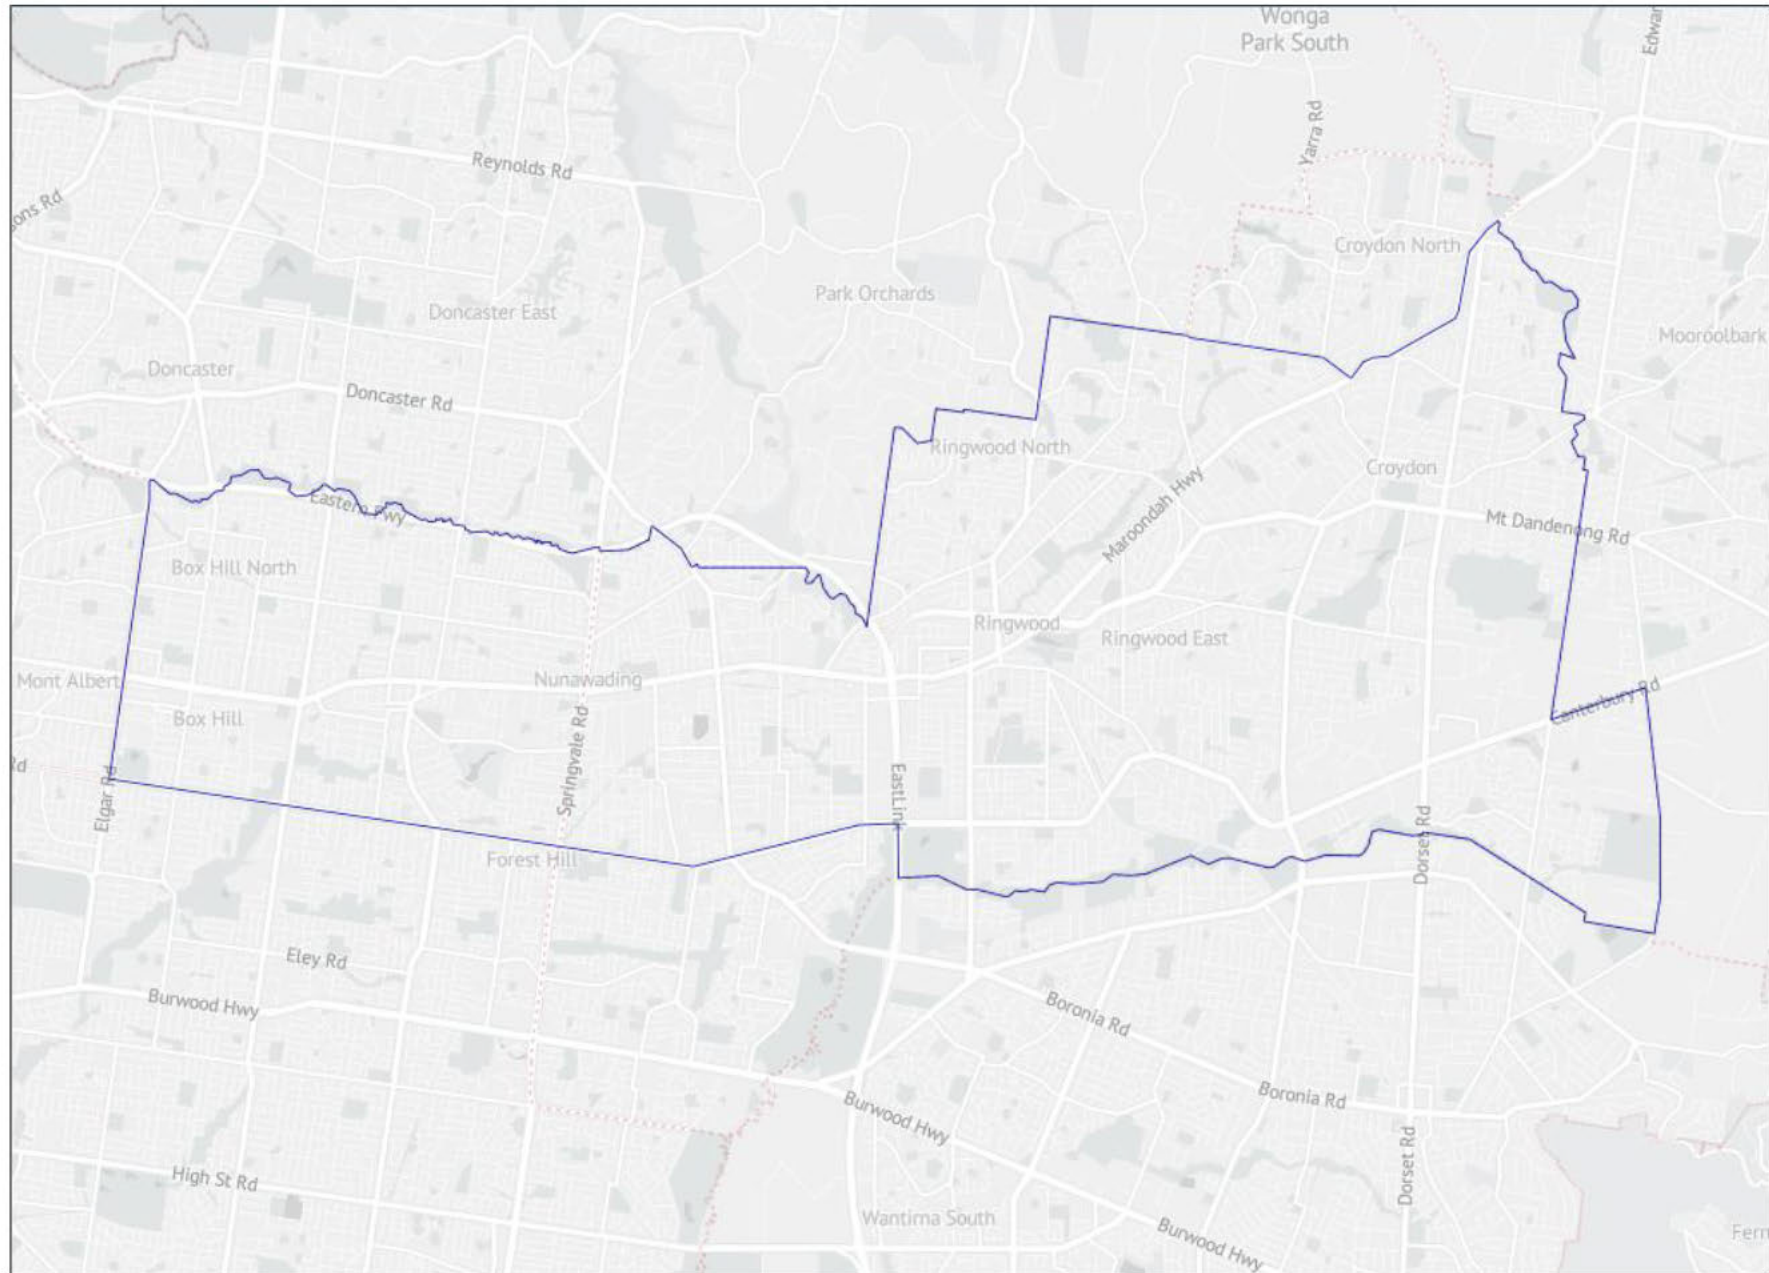 Wonga
Park South
Edwar
Yarra Rd
Reynolds Rd
ons Rd
Croydon North
Park Orchards
Doncaster East
Mooroolbark
Doncaster
Doncaster Rd
Ringwood North
Croydon
Maroondah Hwy
Eastern Fwy
Mt Dandenong Rd
Box Hill North
Ringwood
Ringwood East
Mont Albert
Nunawading
Canterbury Rd
Box Hill
Springvale Rd
Rd
Elgar Rd
EastLink
Dorset Rd
Forest Hill
Eley Rd
Burwood Hwy
Boronia Rd
Boronia Rd
Burwood Hwy
Dorset Rd
High St Rd
Wantirna South
Burwood Hwy
Fern